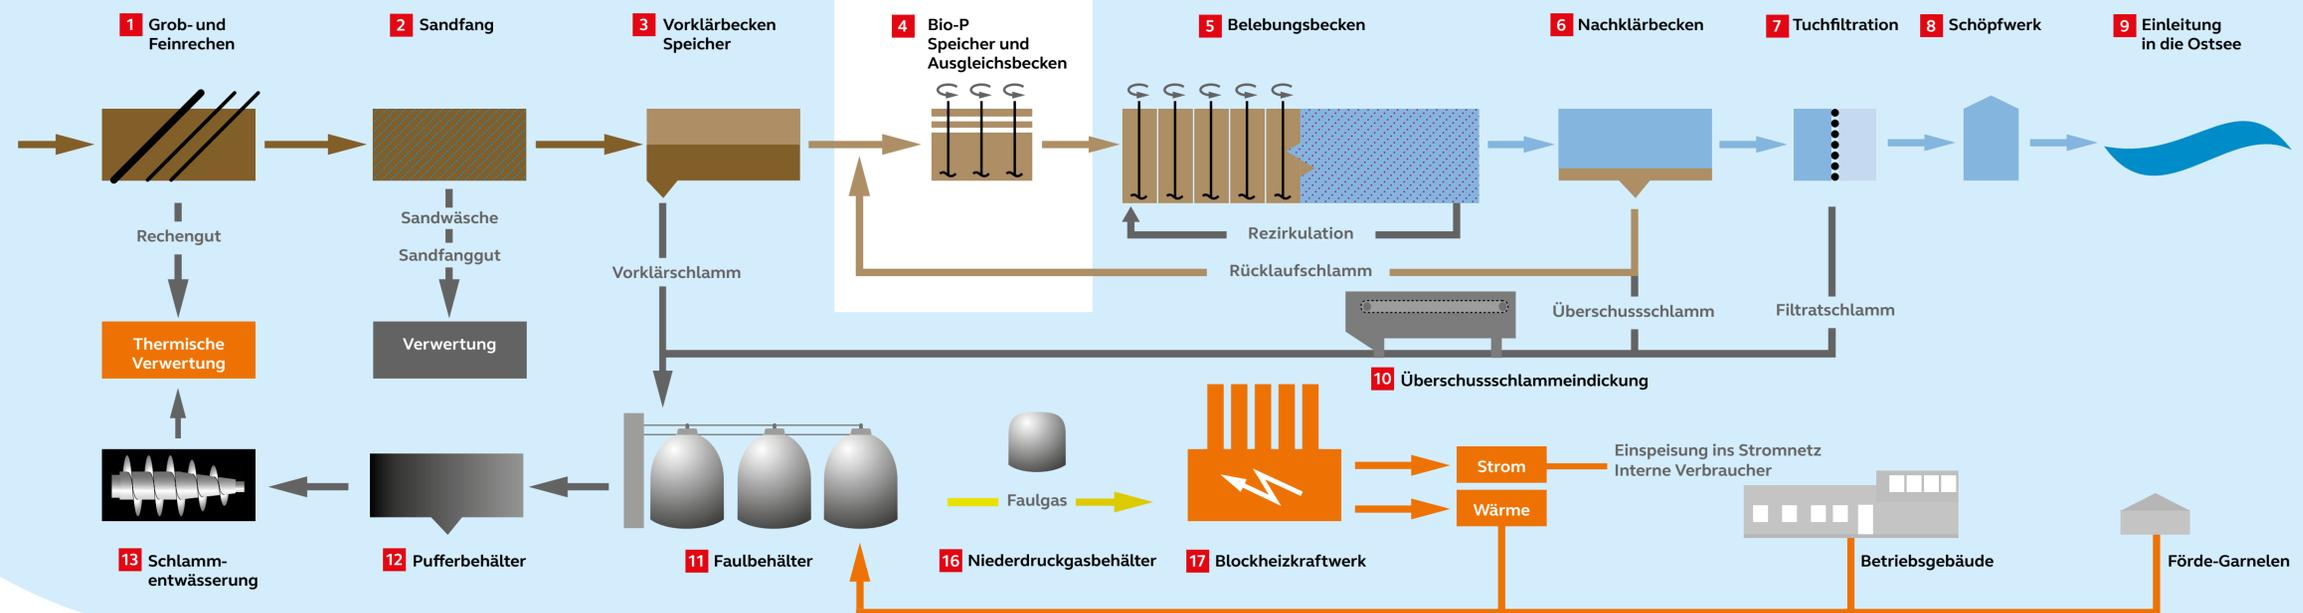 1 Grob- und
Feinrechen
2 Sandfang
3 Vorklärbecken
Speicher
4 Bio-P
Speicher und
Ausgleichsbecken
5 Belebungsbecken
6 Nachklärbecken
7 Tuchfiltration
8 Schöpfwerk
9 Einleitung
in die Ostsee
Rechengut
Sandwäsche
Sandfanggut
Vorklärschlamm
Rezirkulation
Rücklaufschlamm
Überschussschlamm
Filtratschlamm
Thermische
Verwertung
Verwertung
10 Überschussschlammeindickung
Faulgas
Strom
Wärme
Einspeisung ins Stromnetz
Interne Verbraucher
13 Schlamm-
entwässerung
12 Pufferbehälter
11 Faulbehälter
16 Niederdruckgasbehälter
17 Blockheizkraftwerk
Betriebsgebäude
Förde-Garnelen